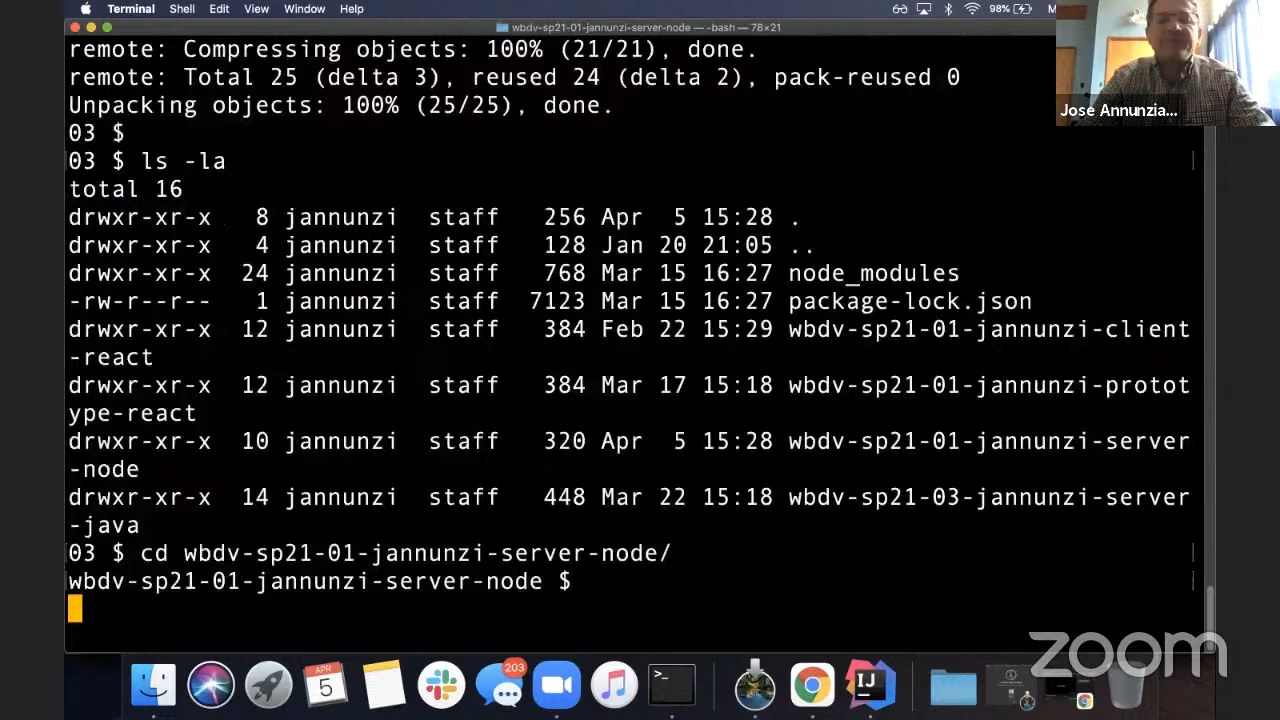 Terminal Shell Edit View Window Help 98% M
wbdv-sp21-01-jannunzi-server-node — -bash — 78×21
remote: Compressing objects: 100% (21/21), done.
remote: Total 25 (delta 3), reused 24 (delta 2), pack-reused 0
Unpacking objects: 100% (25/25), done.
03 $
03 $ ls -la
total 16
drwxr-xr-x 8 jannunzi staff 256 Apr 5 15:28 .
drwxr-xr-x 4 jannunzi staff 128 Jan 20 21:05 ..
drwxr-xr-x 24 jannunzi staff 768 Mar 15 16:27 node_modules
-rw-r--r-- 1 jannunzi staff 7123 Mar 15 16:27 package-lock.json
drwxr-xr-x 12 jannunzi staff 384 Feb 22 15:29 wbdv-sp21-01-jannunzi-client
-react
drwxr-xr-x 12 jannunzi staff 384 Mar 17 15:18 wbdv-sp21-01-jannunzi-protot
ype-react
drwxr-xr-x 10 jannunzi staff 320 Apr 5 15:28 wbdv-sp21-01-jannunzi-server
-node
drwxr-xr-x 14 jannunzi staff 448 Mar 22 15:18 wbdv-sp21-03-jannunzi-server
-java
03 $ cd wbdv-sp21-01-jannunzi-server-node/
wbdv-sp21-01-jannunzi-server-node $
Jose Annunzia...
APR
5
203
>_
IJ
zoom